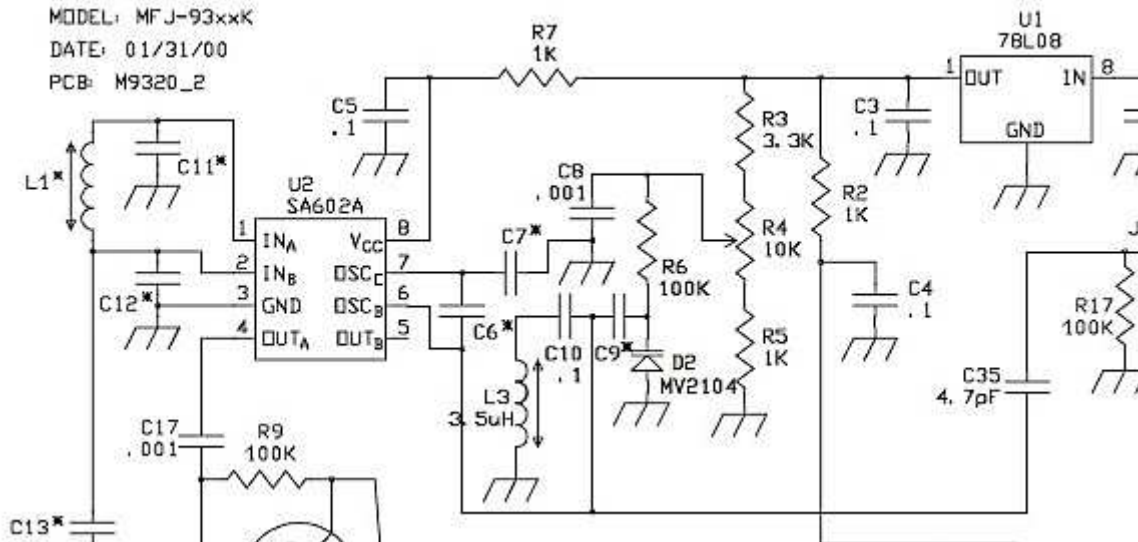 MODEL: MFJ-93xxK
DATE: 01/31/00
PCB: M9320_2
R7
1K
U1
78L08
1 OUT IN 8
GND
C5
.1
C3
.1
R3
3.3K
L1*
C11*
C8
.001
R2
1K
U2
SA602A
1 INA VCC 8
2 INB OSCC 7
3 GND OSCB 6
4 OUTA OUTB 5
C7*
R4
10K
J
R6
100K
C12*
C4
.1
R17
100K
C6*
C10
.1
C9*
D2
MV2104
R5
1K
C35
4.7pF
L3
3.5uH
C17
.001
R9
100K
C13*